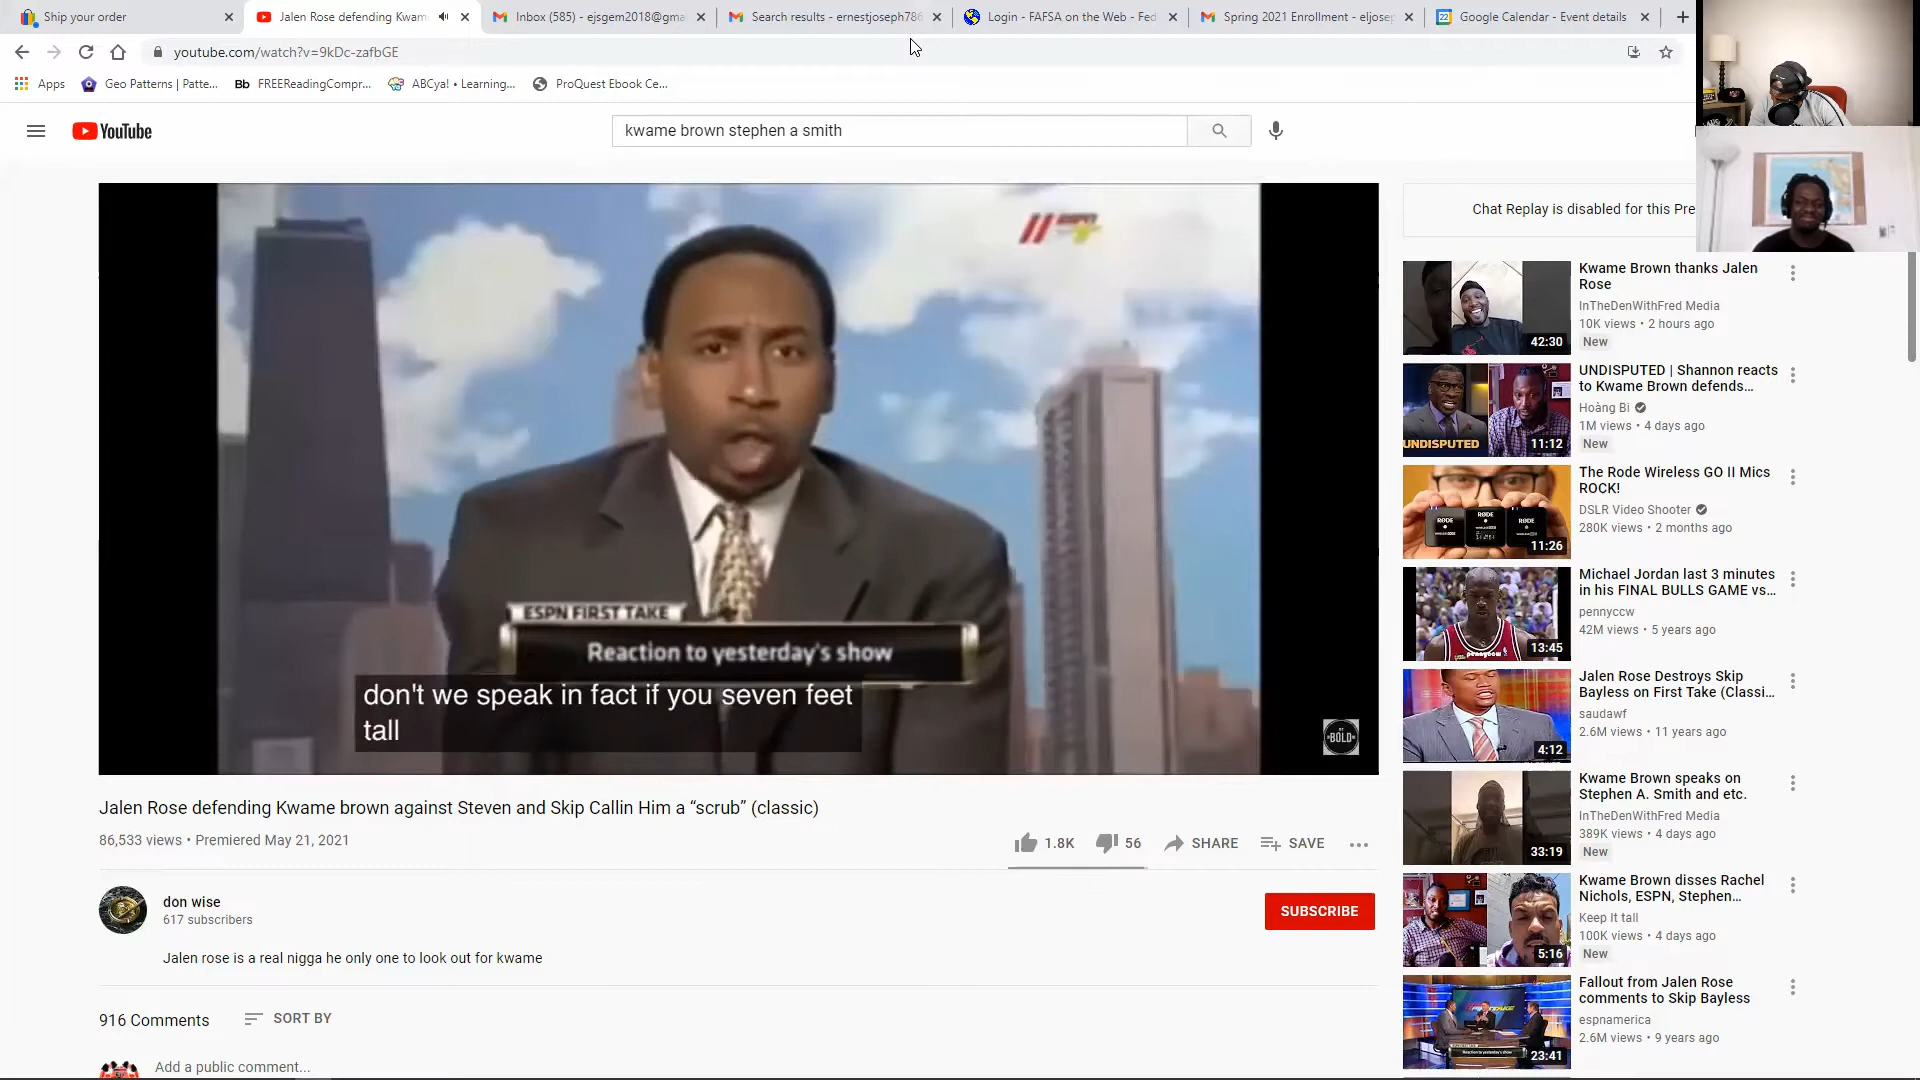 Ship your order
Jalen Rose defending Kwam
Inbox (585) - ejsgem2018@gma
Search results - ernestjoseph786
Login - FAFSA on the Web - Fed
Spring 2021 Enrollment - eljosep
Google Calendar - Event details
youtube.com/watch?v=9kDc-zafbGE
Apps
Geo Patterns | Patte...
Bb FREEReadingCompr...
ABCya! • Learning...
ProQuest Ebook Ce...
YouTube
kwame brown stephen a smith
Chat Replay is disabled for this Pre
ESPN FIRST TAKE
Reaction to yesterday's show
don't we speak in fact if you seven feet
tall
BOLD
Jalen Rose defending Kwame brown against Steven and Skip Callin Him a “scrub” (classic)
86,533 views • Premiered May 21, 2021
1.8K
56
SHARE
SAVE
don wise
617 subscribers
SUBSCRIBE
Jalen rose is a real nigga he only one to look out for kwame
916 Comments
SORT BY
Add a public comment...
Kwame Brown thanks Jalen
Rose
InTheDenWithFred Media
10K views • 2 hours ago
New
42:30
UNDISPUTED | Shannon reacts
to Kwame Brown defends...
Hoàng Bi
1M views • 4 days ago
New
UNDISPUTED
11:12
The Rode Wireless GO II Mics
ROCK!
DSLR Video Shooter
280K views • 2 months ago
RØDE
RØDE
RØDE
11:26
Michael Jordan last 3 minutes
in his FINAL BULLS GAME vs...
pennyccw
42M views • 5 years ago
13:45
Jalen Rose Destroys Skip
Bayless on First Take (Classi...
saudawf
2.6M views • 11 years ago
4:12
Kwame Brown speaks on
Stephen A. Smith and etc.
InTheDenWithFred Media
389K views • 4 days ago
New
33:19
Kwame Brown disses Rachel
Nichols, ESPN, Stephen...
Keep It tall
100K views • 4 days ago
New
5:16
Fallout from Jalen Rose
comments to Skip Bayless
espnamerica
2.6M views • 9 years ago
Reaction to yesterday's show
23:41